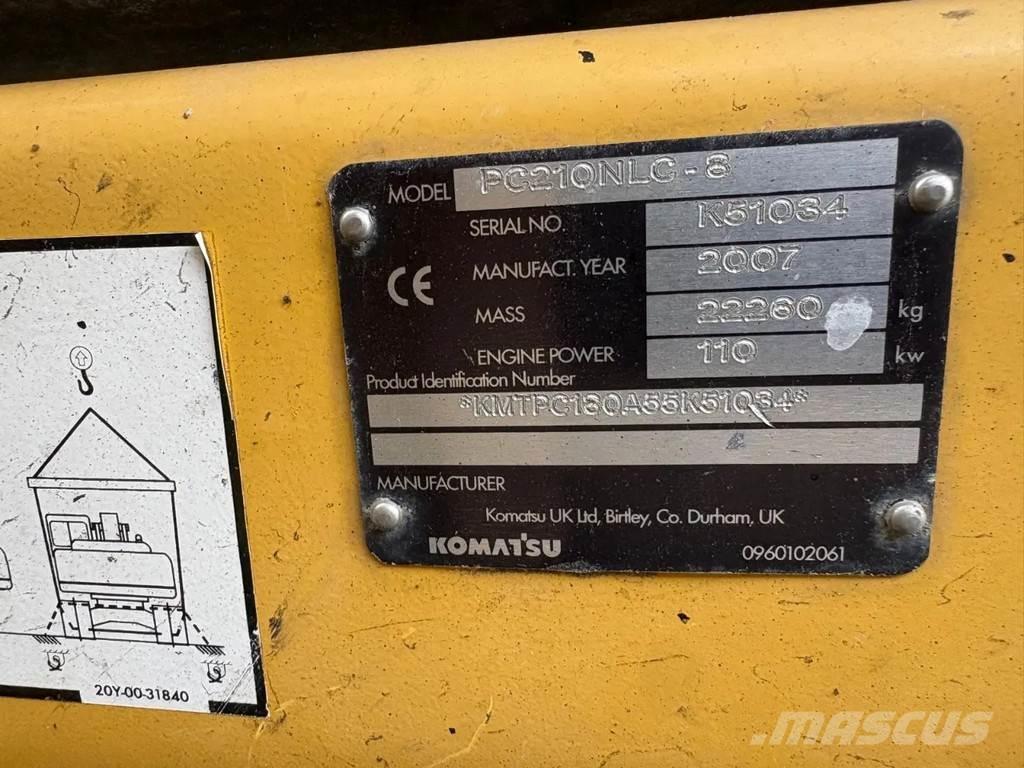 MODEL PC210NLC-8
SERIAL NO. K51034
CE MANUFACT. YEAR 2007
MASS 22260 kg
ENGINE POWER 110 kw
Product Identification Number
*KMTPC180A55K51034*
MANUFACTURER
Komatsu UK Ltd, Birtley, Co. Durham, UK
KOMATSU 0960102061
20Y-00-31840
MASCUS